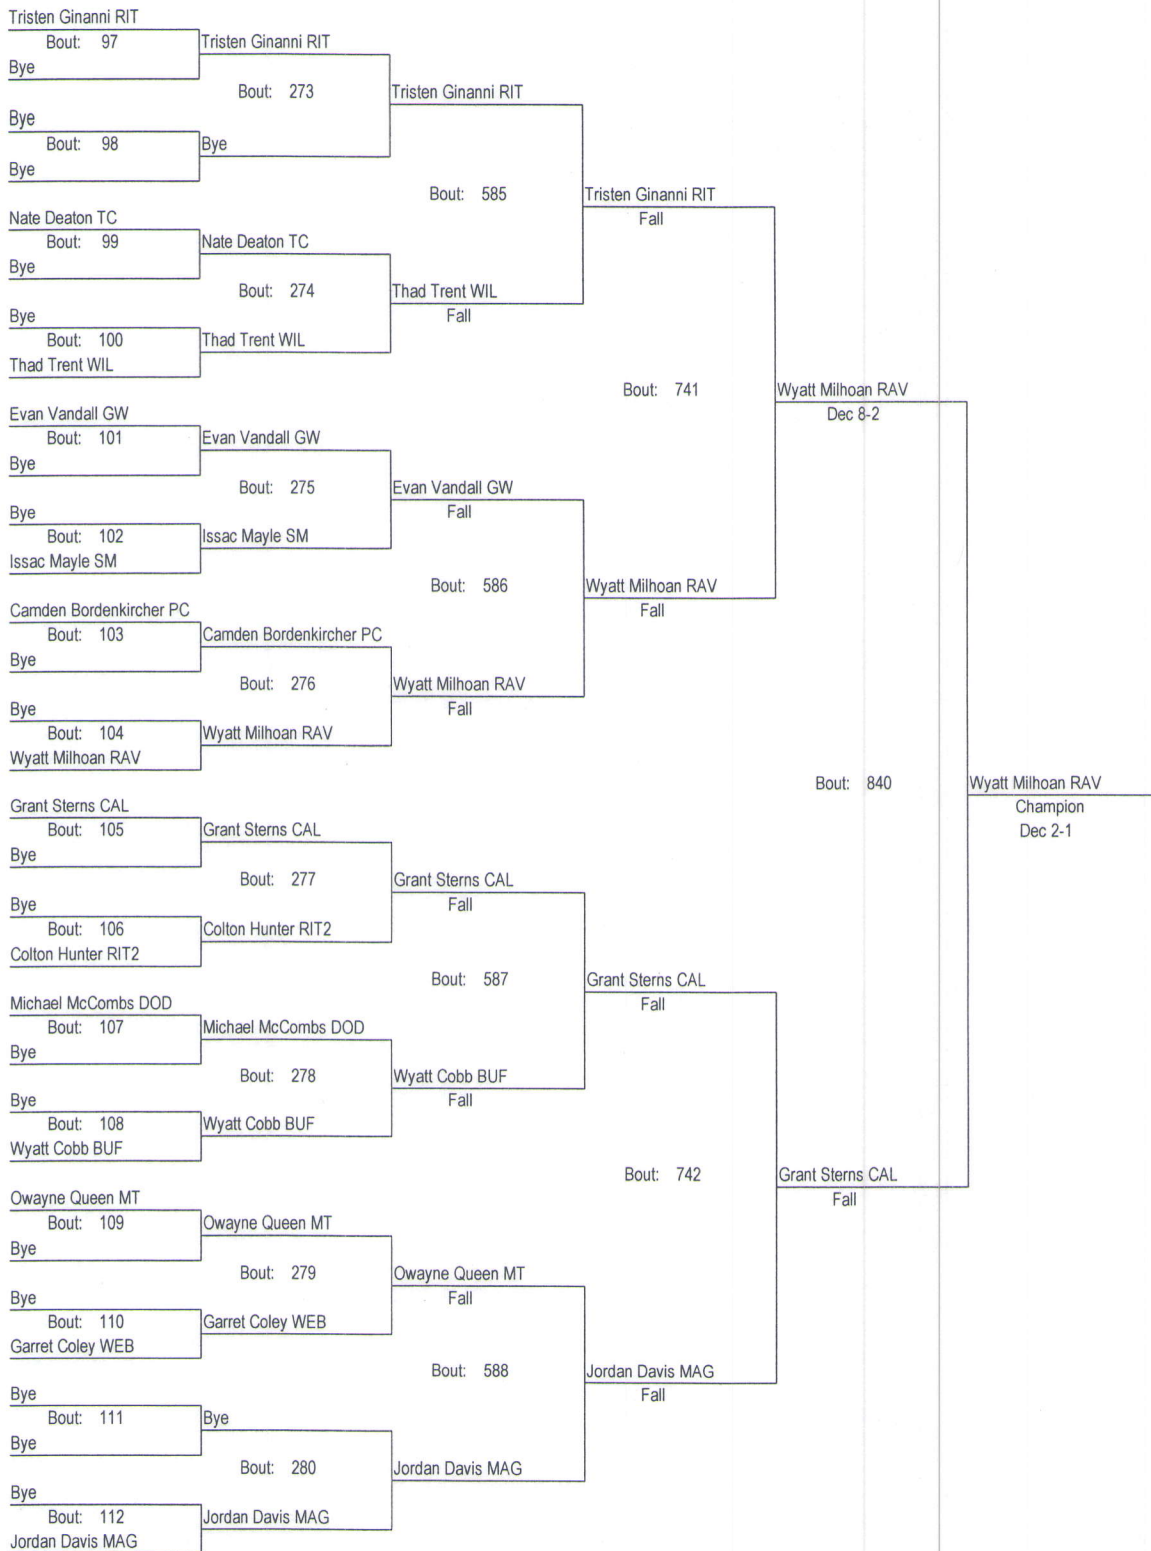 Tristen Ginanni RIT
Bout: 97
Bye
Tristen Ginanni RIT
Bout: 273
Bye
Bout: 98
Bye
Bye
Tristen Ginanni RIT
Bout: 585
Nate Deaton TC
Bout: 99
Bye
Nate Deaton TC
Bout: 274
Bye
Bout: 100
Thad Trent WIL
Thad Trent WIL
Thad Trent WIL
Fall
Tristen Ginanni RIT
Fall
Bout: 741
Evan Vandall GW
Bout: 101
Bye
Evan Vandall GW
Bout: 275
Bye
Bout: 102
Issac Mayle SM
Issac Mayle SM
Evan Vandall GW
Fall
Bout: 586
Camden Bordenkircher PC
Bout: 103
Bye
Camden Bordenkircher PC
Bout: 276
Bye
Bout: 104
Wyatt Milhoan RAV
Wyatt Milhoan RAV
Wyatt Milhoan RAV
Fall
Wyatt Milhoan RAV
Fall
Wyatt Milhoan RAV
Dec 8-2
Bout: 840
Wyatt Milhoan RAV
Champion
Dec 2-1
Grant Sterns CAL
Bout: 105
Bye
Grant Sterns CAL
Bout: 277
Bye
Bout: 106
Colton Hunter RIT2
Colton Hunter RIT2
Grant Sterns CAL
Fall
Bout: 587
Michael McCombs DOD
Bout: 107
Bye
Michael McCombs DOD
Bout: 278
Bye
Bout: 108
Wyatt Cobb BUF
Wyatt Cobb BUF
Wyatt Cobb BUF
Fall
Grant Sterns CAL
Fall
Bout: 742
Grant Sterns CAL
Fall
Owayne Queen MT
Bout: 109
Bye
Owayne Queen MT
Bout: 279
Bye
Bout: 110
Garret Coley WEB
Garret Coley WEB
Owayne Queen MT
Fall
Bout: 588
Jordan Davis MAG
Fall
Bye
Bout: 111
Bye
Bye
Bout: 280
Jordan Davis MAG
Bye
Bout: 112
Jordan Davis MAG
Jordan Davis MAG